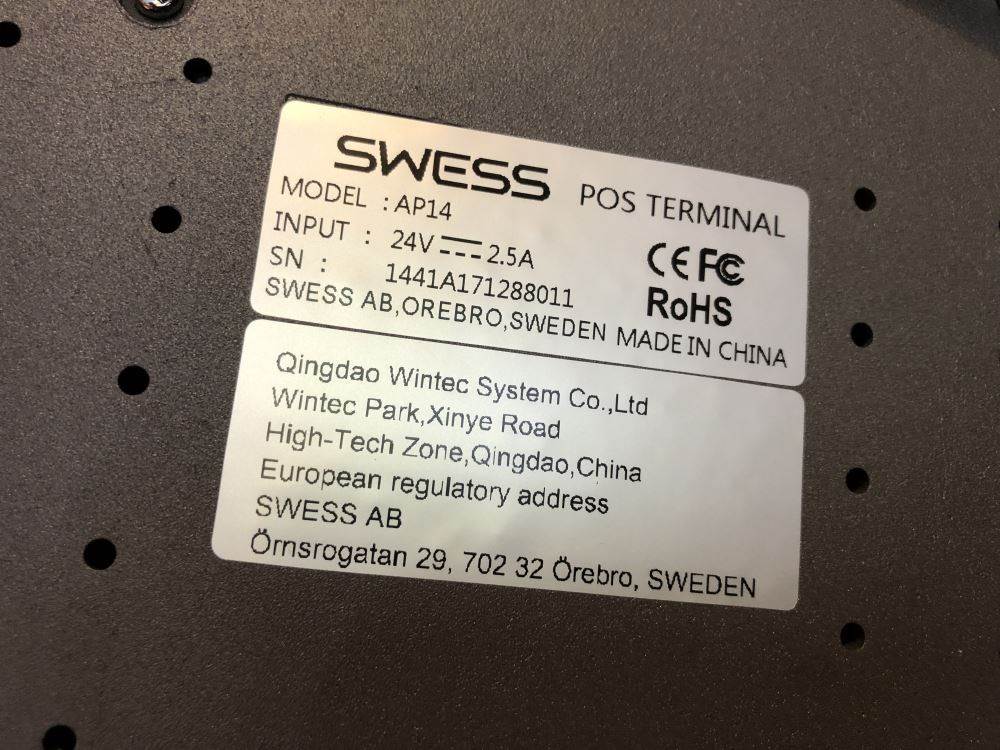 SWESS POS TERMINAL
MODEL : AP14
INPUT : 24V 2.5A
SN : 1441A171288011
CE FC
RoHS
SWESS AB,OREBRO,SWEDEN MADE IN CHINA
Qingdao Wintec System Co.,Ltd
Wintec Park,Xinye Road
High-Tech Zone,Qingdao,China
European regulatory address
SWESS AB
Örnsrogatan 29, 702 32 Örebro, SWEDEN